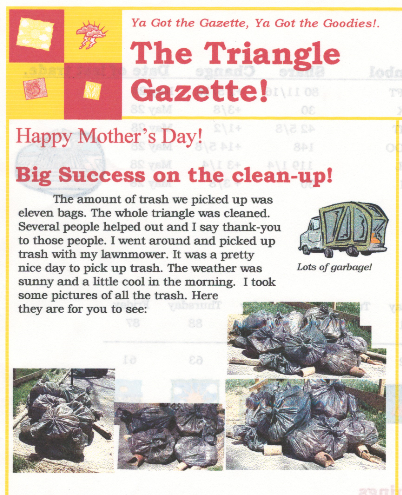 Ya Got the Gazette, Ya Got the Goodies!.
The Triangle
Gazette!
Happy Mother's Day!
Big Success on the clean-up!
The amount of trash we picked up was
eleven bags. The whole triangle was cleaned.
Several people helped out and I say thank-you
to those people. I went around and picked up
trash with my lawnmower. It was a pretty
nice day to pick up trash. The weather was
sunny and a little cool in the morning. I took
some pictures of all the trash. Here
they are for you to see:
Lots of garbage!